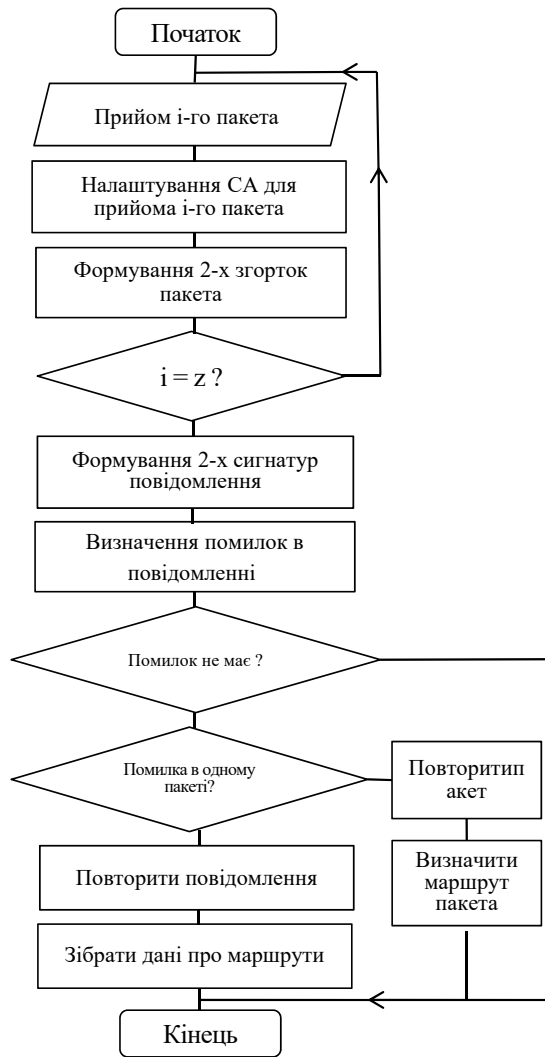 Початок
Прийом і-го пакета
Налаштування СА для
прийома і-го пакета
Формування 2-х згорток
пакета
і = z ?
Формування 2-х сигнатур
повідомлення
Визначення помилок в
повідомленні
Помилок не має ?
Помилка в одному
пакеті?
Повторитип
акет
Повторити повідомлення
Визначити
маршрут
пакета
Зібрати дані про маршрути
Кінець